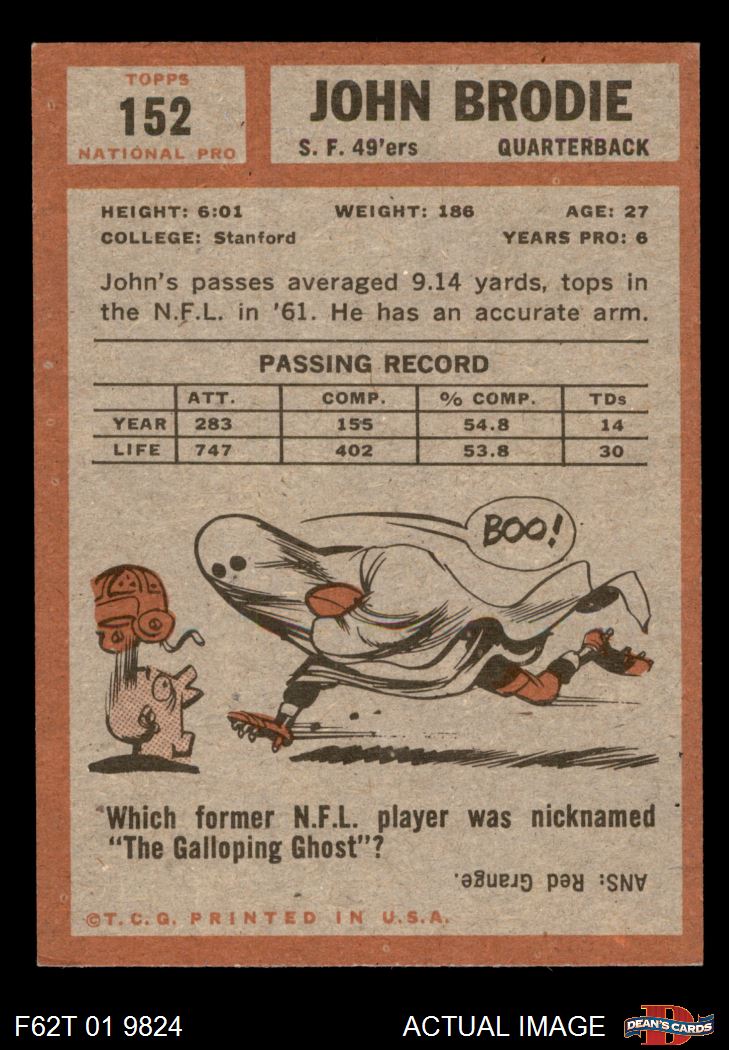 TOPPS
152
NATIONAL PRO
JOHN BRODIE
S. F. 49'ers QUARTERBACK
HEIGHT: 6:01 WEIGHT: 186 AGE: 27
COLLEGE: Stanford YEARS PRO: 6
John's passes averaged 9.14 yards, tops in
the N.F.L. in '61. He has an accurate arm.
PASSING RECORD
ATT. COMP. % COMP. TDs
YEAR 283 155 54.8 14
LIFE 747 402 53.8 30
BOO!
Which former N.F.L. player was nicknamed
"The Galloping Ghost"?
ANS: Red Grange.
©T.C.G. PRINTED IN U.S.A.
F62T 01 9824 ACTUAL IMAGE DEAN'S CARDS